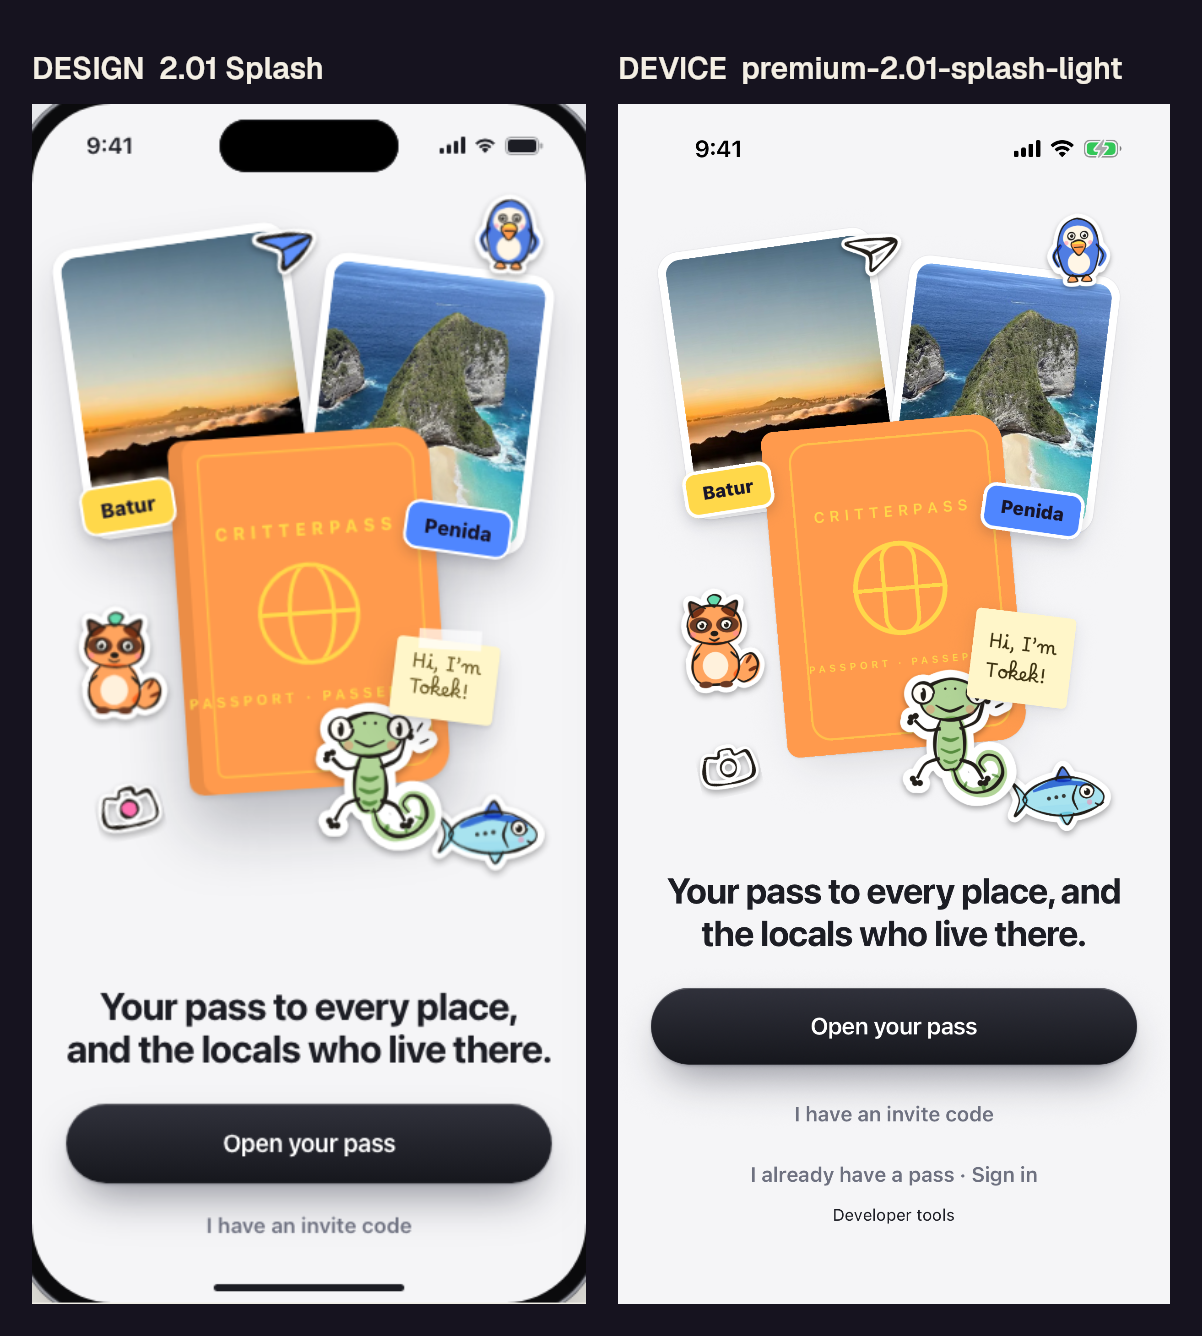 DESIGN 2.01 Splash
9:41
Batur
Penida
CRITTERPASS
PASSPORT
Hi, I'm
Tokek!
Your pass to every place,
and the locals who live there.
Open your pass
I have an invite code
DEVICE premium-2.01-splash-light
9:41
Batur
Penida
CRITTERPASS
PASSPORT
Hi, I'm
Tokek!
Your pass to every place, and
the locals who live there.
Open your pass
I have an invite code
I already have a pass · Sign in
Developer tools